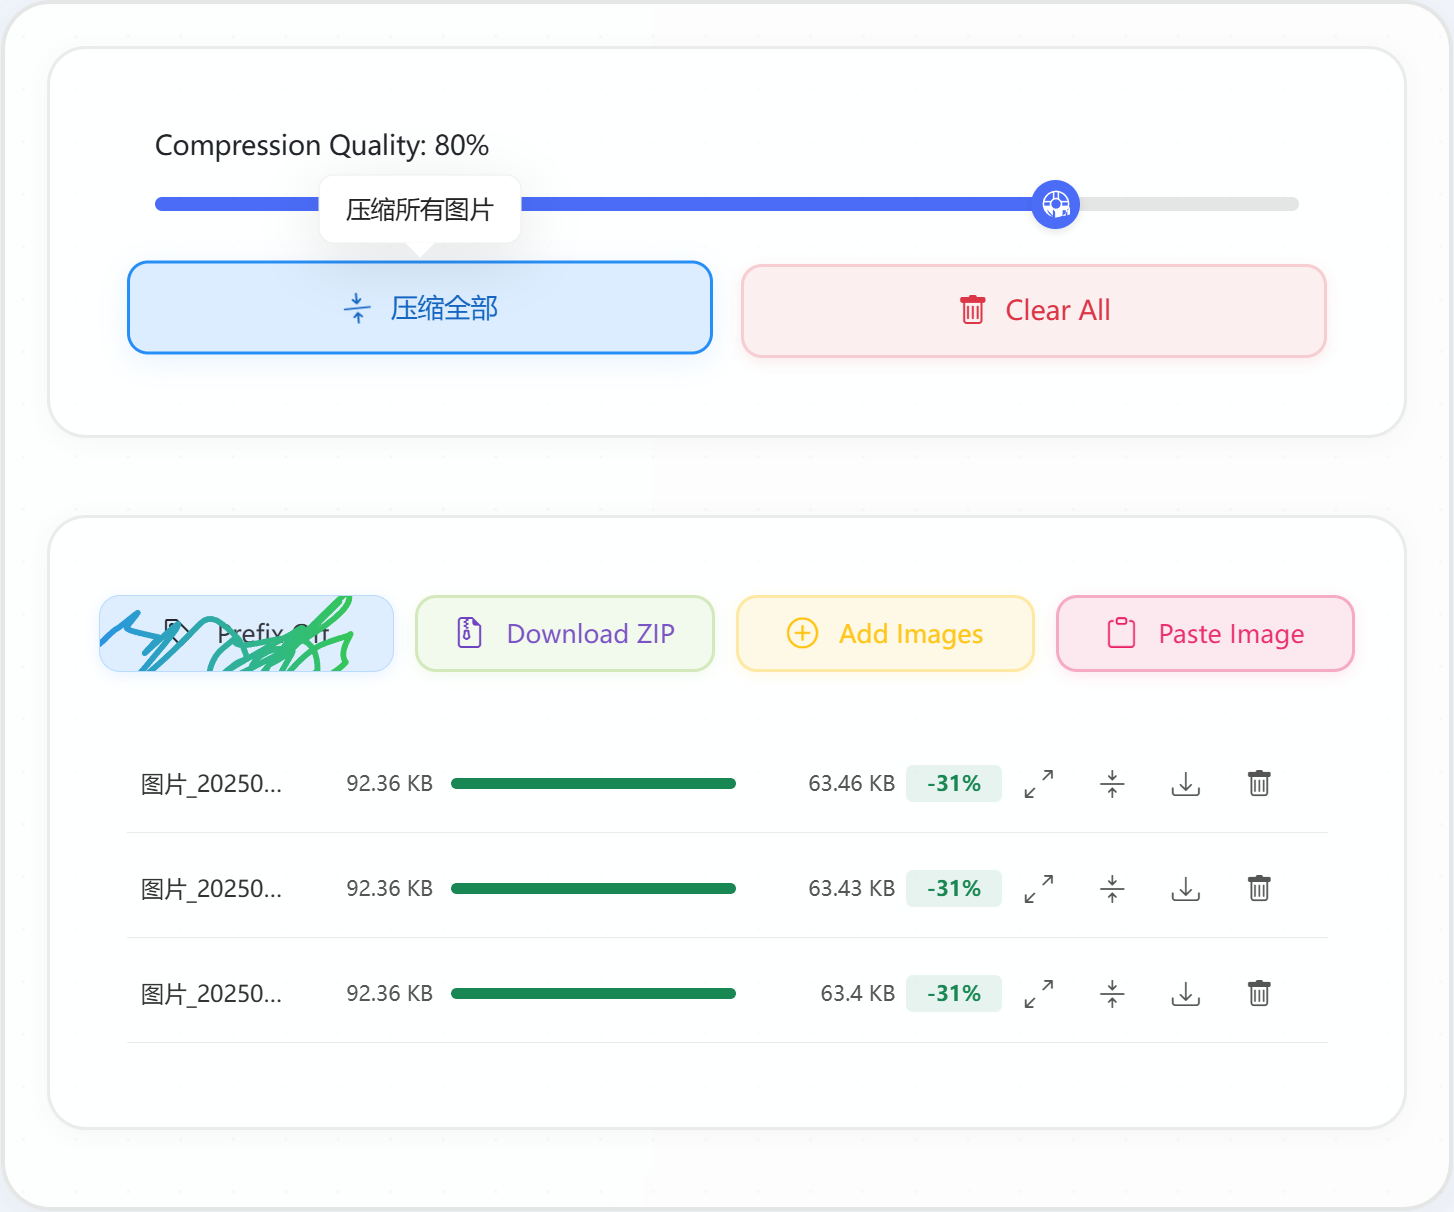 Compression Quality: 80%
压缩所有图片
压缩全部
Clear All
Prefix
Download ZIP
Add Images
Paste Image
图片_20250... 92.36 KB 63.46 KB -31%
图片_20250... 92.36 KB 63.43 KB -31%
图片_20250... 92.36 KB 63.4 KB -31%